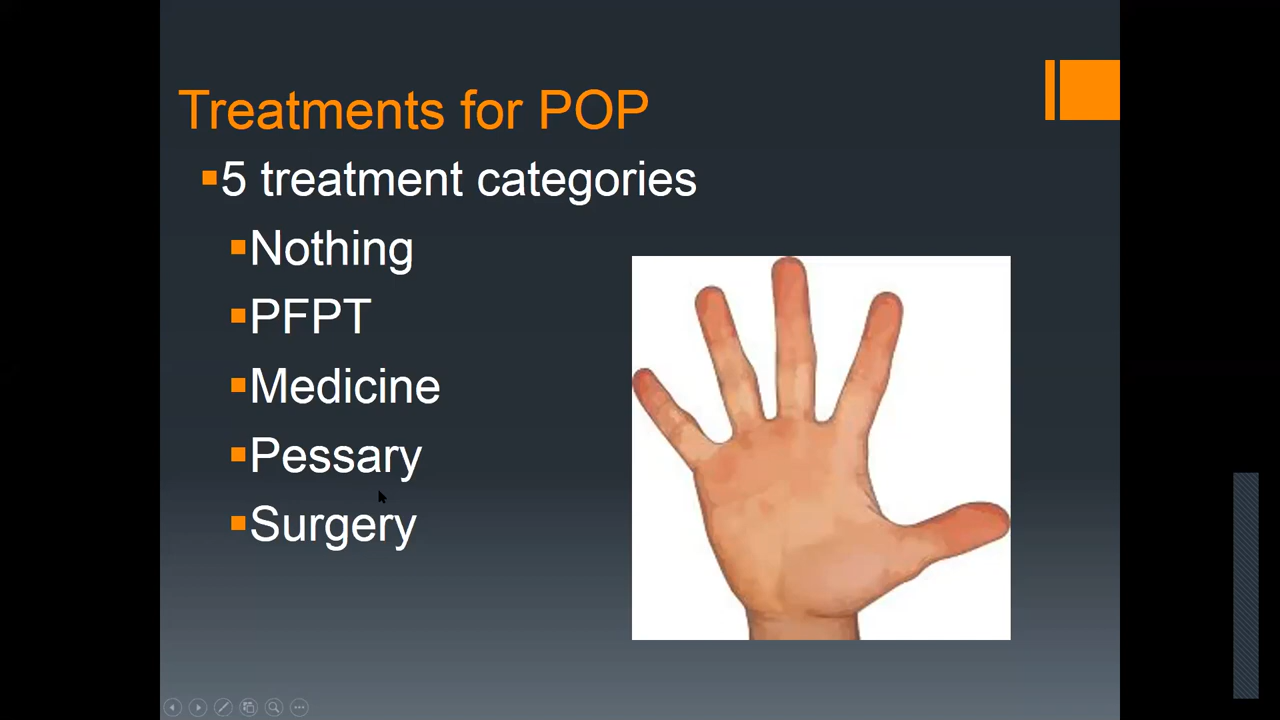 Treatments for POP
5 treatment categories
Nothing
PFPT
Medicine
Pessary
Surgery